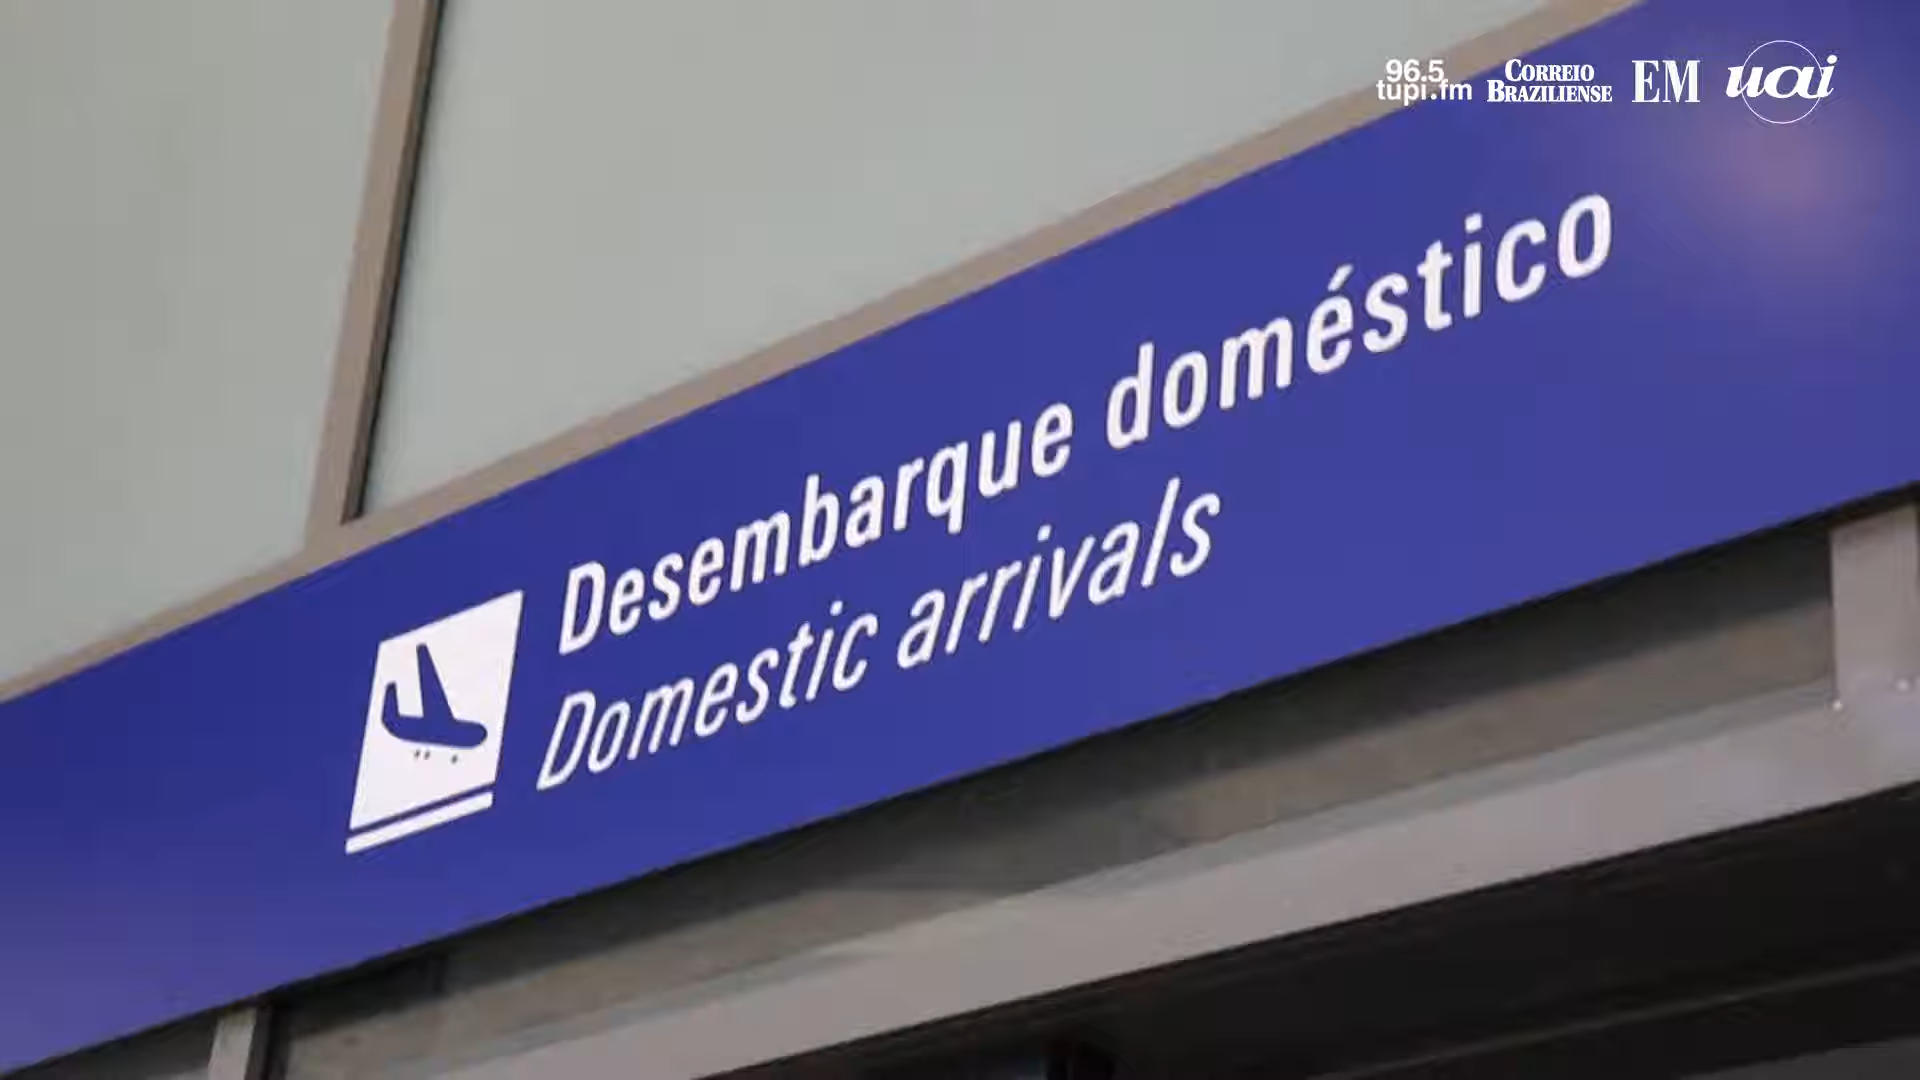 96.5
tupi.fm
CORREIO
BRAZILIENSE
EM
uai
Desembarque doméstico
Domestic arrivals